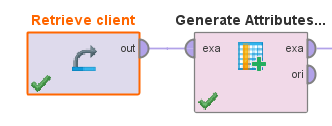 Retrieve client
Generate Attributes...
out
exa
exa
ori